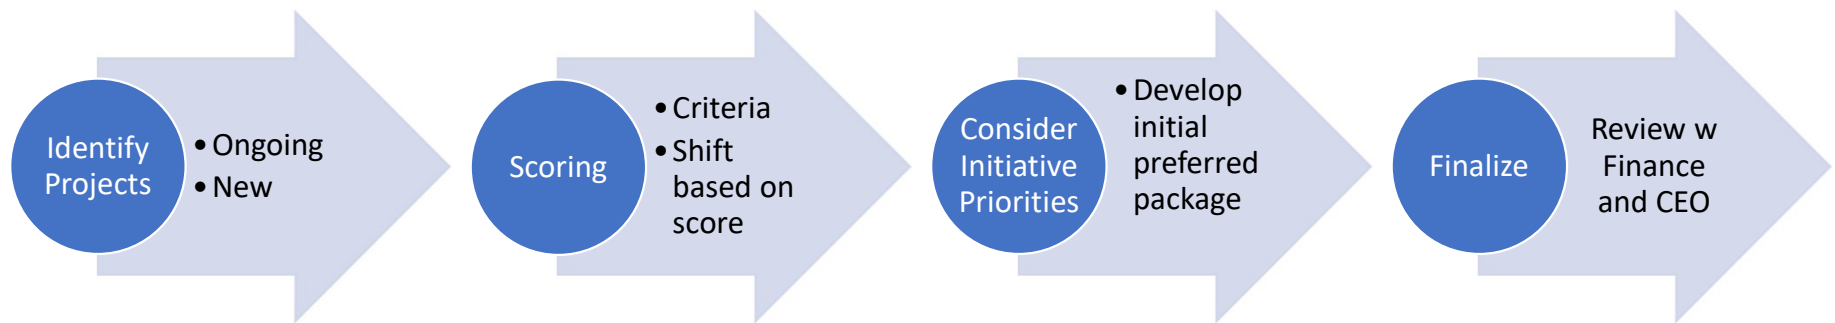 Identify
Projects
• Ongoing
• New
Scoring
• Criteria
• Shift
based on
score
Consider
Initiative
Priorities
• Develop
initial
preferred
package
Finalize
Review w
Finance
and CEO